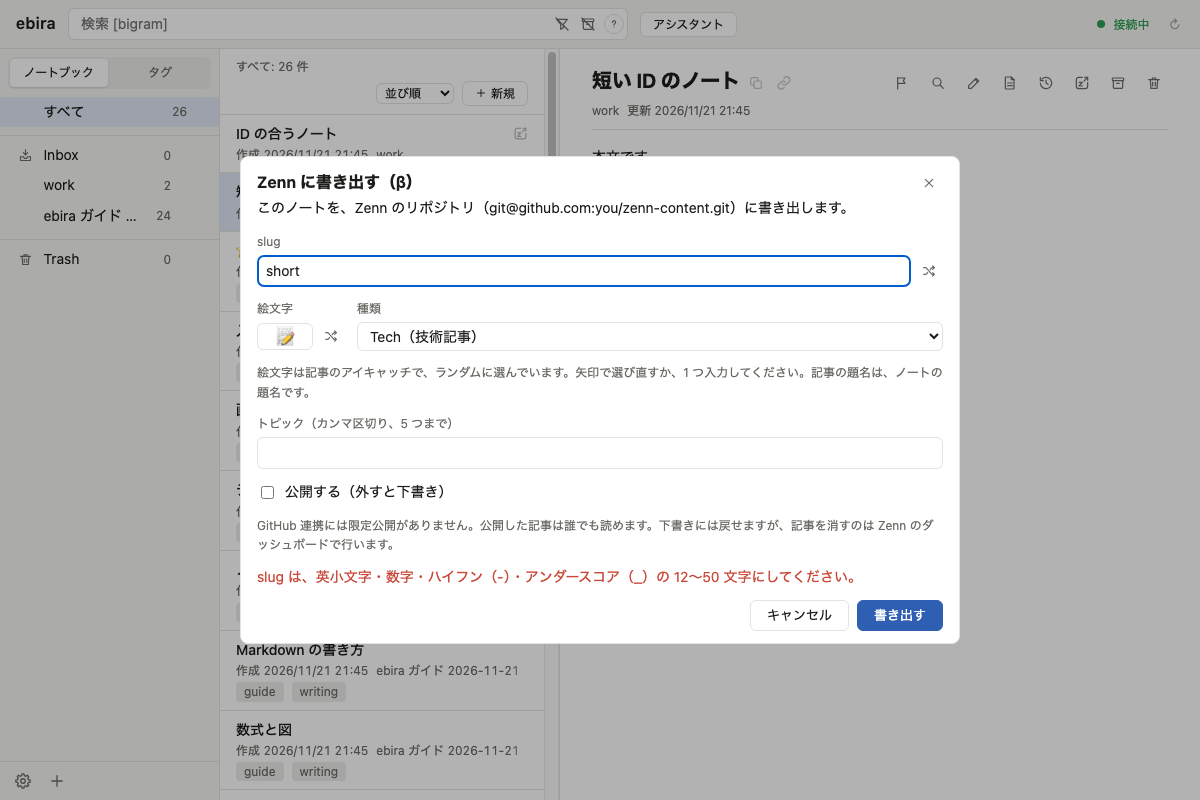 ebira
検索 [bigram]
?
アシスタント
接続中
ノートブック
タグ
すべて 26
Inbox 0
work 2
ebira ガイド ... 24
Trash 0
すべて: 26 件
並び順
＋ 新規
ID の合うノート
作成 2026/11/21 21:45 work
短い ID のノート
work 更新 2026/11/21 21:45
本文です
Zenn に書き出す（β）
このノートを、Zenn のリポジトリ（git@github.com:you/zenn-content.git）に書き出します。
slug
short
絵文字
種類
📝
Tech（技術記事）
絵文字は記事のアイキャッチで、ランダムに選んでいます。矢印で選び直すか、1 つ入力してください。記事の題名は、ノートの
題名です。
トピック（カンマ区切り、5 つまで）
公開する（外すと下書き）
GitHub 連携には限定公開がありません。公開した記事は誰でも読めます。下書きには戻せますが、記事を消すのは Zenn のダ
ッシュボードで行います。
slug は、英小文字・数字・ハイフン（-）・アンダースコア（_）の 12〜50 文字にしてください。
キャンセル
書き出す
Markdown の書き方
作成 2026/11/21 21:45 ebira ガイド 2026-11-21
guide writing
数式と図
作成 2026/11/21 21:45 ebira ガイド 2026-11-21
guide writing